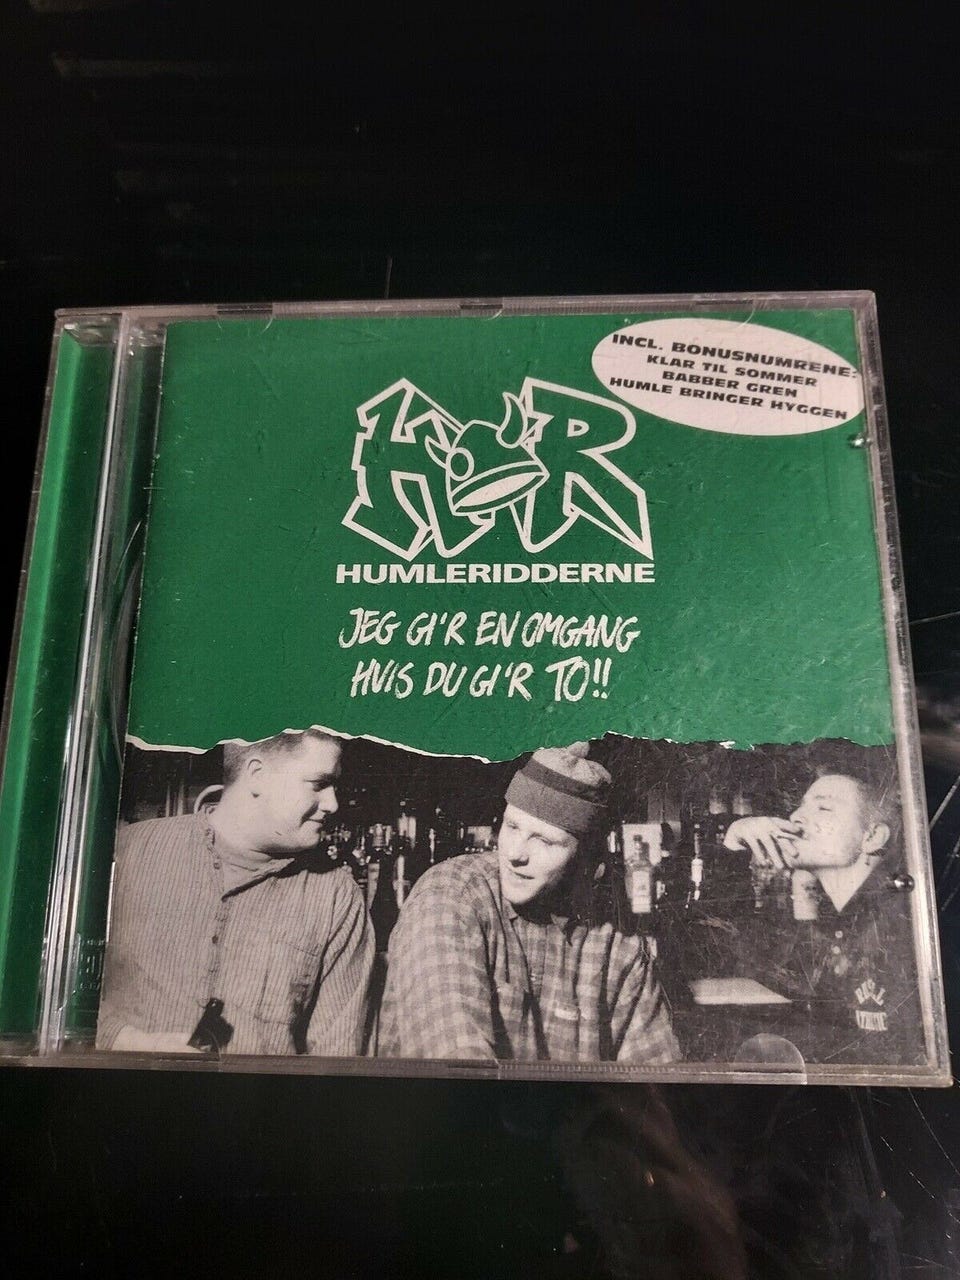 INCL. BONUSNUMRENE:
KLAR TIL SOMMER
BABBER GREN
HUMLE BRINGER HYGGEN
HR
HUMLERIDDERNE
JEG GI'R EN OMGANG
HVIS DU GI'R TO!!